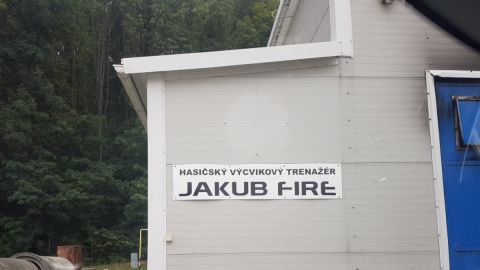 HASIČSKÝ VÝCVIKOVÝ TRENAŽÉR
JAKUB FIRE